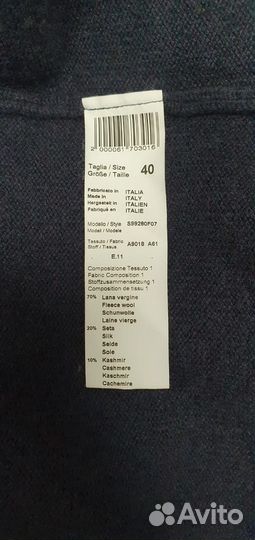 2 000061 703016
Taglia / Size 40
Größe / Taille
Fabbricato in ITALIA
Made in ITALY
Hergestellt in ITALIEN
Fabriqué en ITALIE
Modello / Style S99280F07
Modell / Modèle
Tessuto / Fabric A9018 A61
Stoff / Tissus
E.11
Composizione Tessuto 1
Fabric Composition 1
Stoffzusammensetzung 1
Composition de tissu 1
70% Lana vergine
Fleece wool
Schurwolle
Laine vierge
20% Seta
Silk
Seide
Soie
10% Kashmir
Cashmere
Kaschmir
Cachemire
Avito